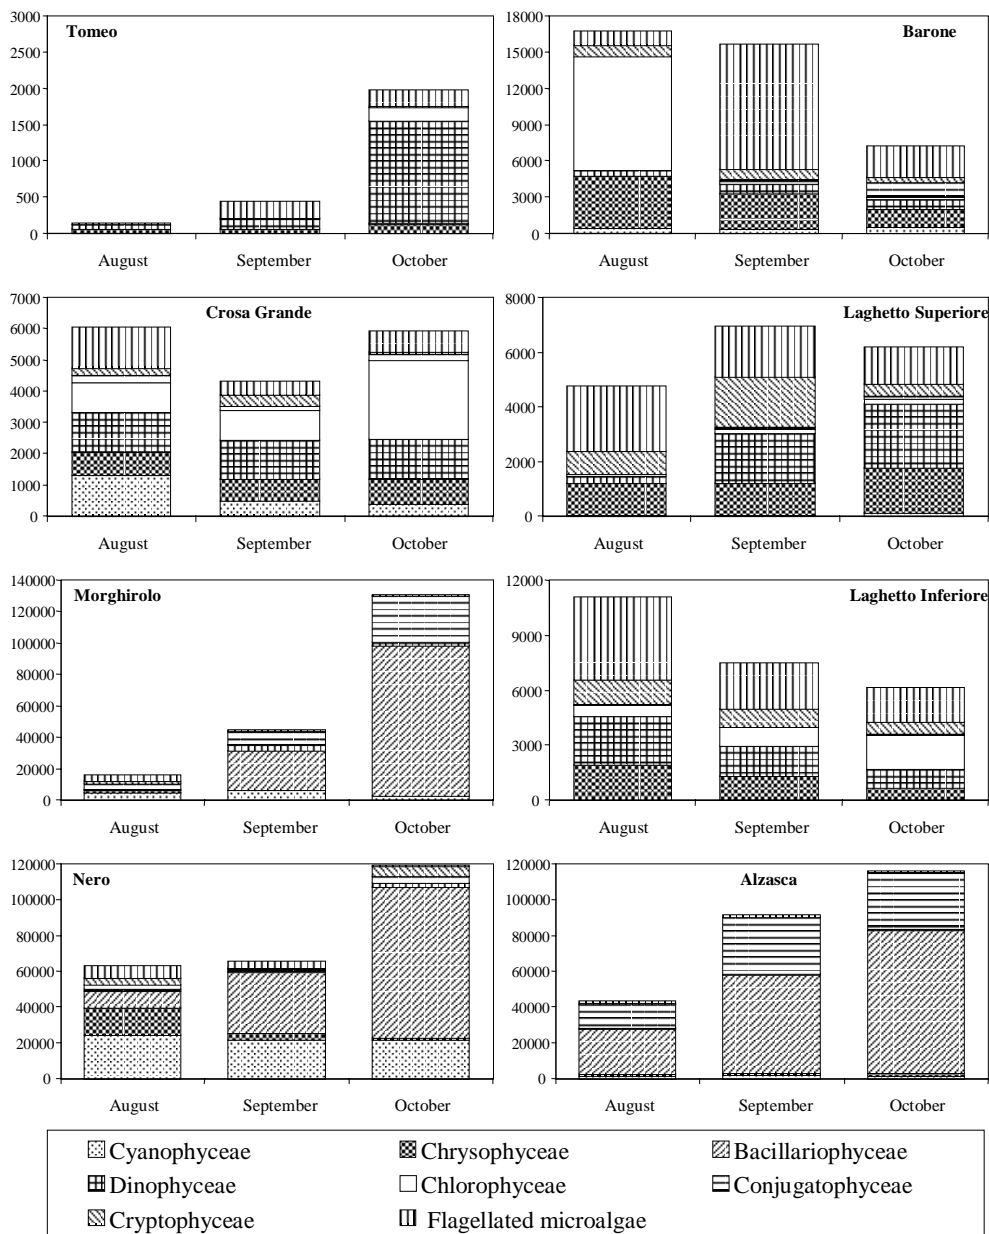 Tomeo
3000
2500
2000
1500
1000
500
0
August September October
Barone
18000
15000
12000
9000
6000
3000
0
August September October
Crosa Grande
7000
6000
5000
4000
3000
2000
1000
0
August September October
Laghetto Superiore
8000
6000
4000
2000
0
August September October
Morghirolo
140000
120000
100000
80000
60000
40000
20000
0
August September October
Laghetto Inferiore
12000
9000
6000
3000
0
August September October
Nero
120000
100000
80000
60000
40000
20000
0
August September October
Alzasca
120000
100000
80000
60000
40000
20000
0
August September October
Cyanophyceae Chrysophyceae Bacillariophyceae
Dinophyceae Chlorophyceae Conjugatophyceae
Cryptophyceae Flagellated microalgae